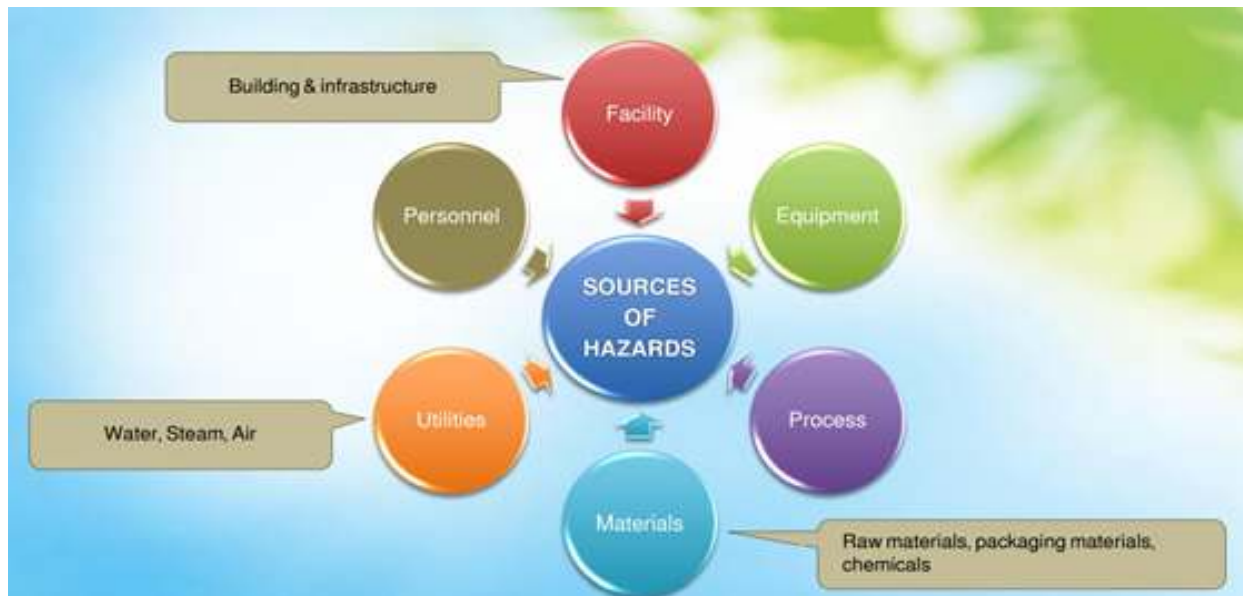 Building & infrastructure
Facility
Personnel
Equipment
SOURCES
OF
HAZARDS
Utilities
Process
Water, Steam, Air
Materials
Raw materials, packaging materials,
chemicals